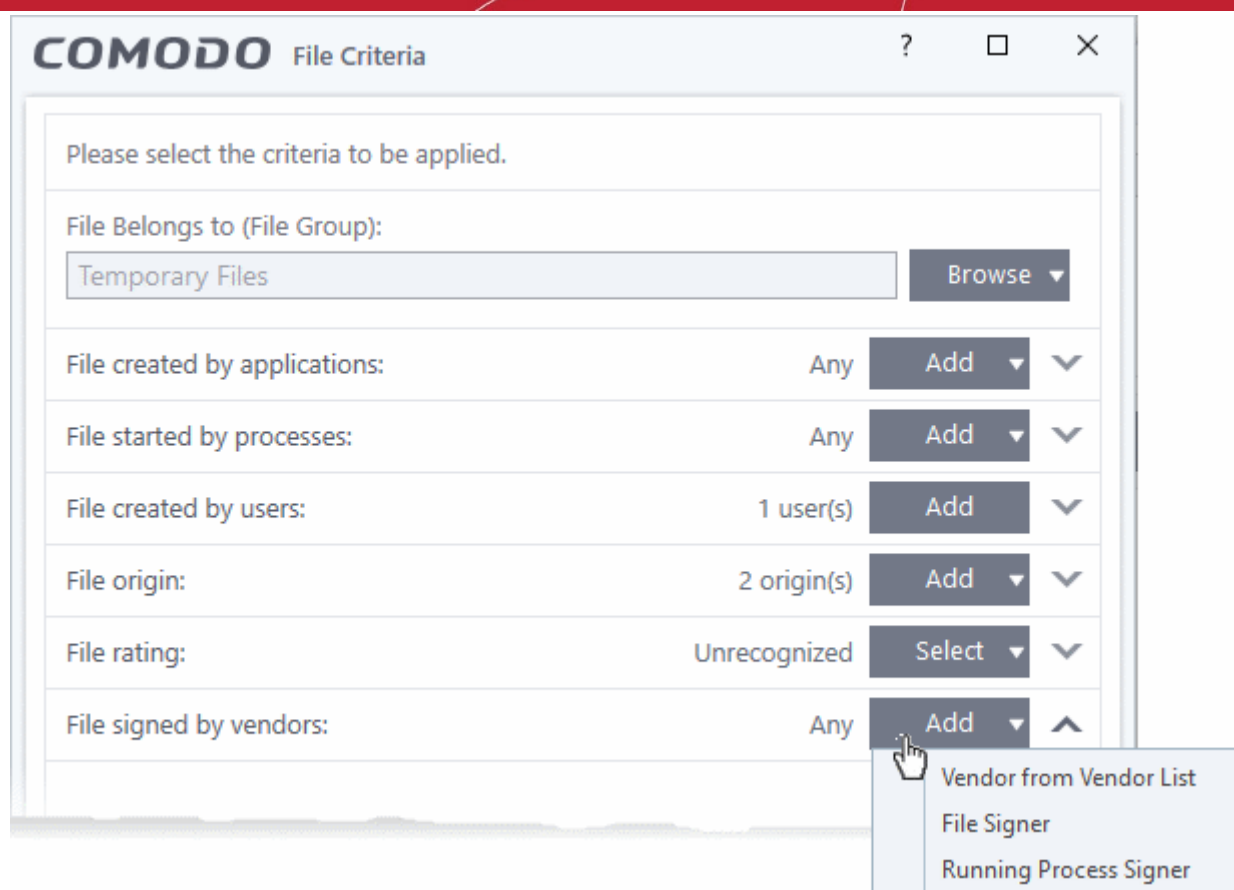 COMODO File Criteria ?
Please select the criteria to be applied.
File Belongs to (File Group):
Temporary Files Browse
File created by applications: Any Add
File started by processes: Any Add
File created by users: 1 user(s) Add
File origin: 2 origin(s) Add
File rating: Unrecognized Select
File signed by vendors: Any Add
Vendor from Vendor List
File Signer
Running Process Signer